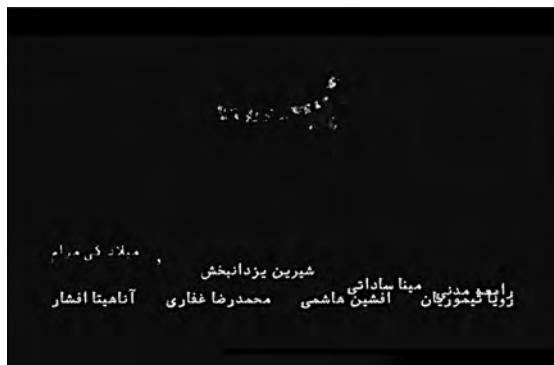 و میلاد کی مرام
شیرین یزدانبخش
رابعه مدنی مینا ساداتی
رویا تیموریان افشین هاشمی محمدرضا غفاری آناهیتا افشار